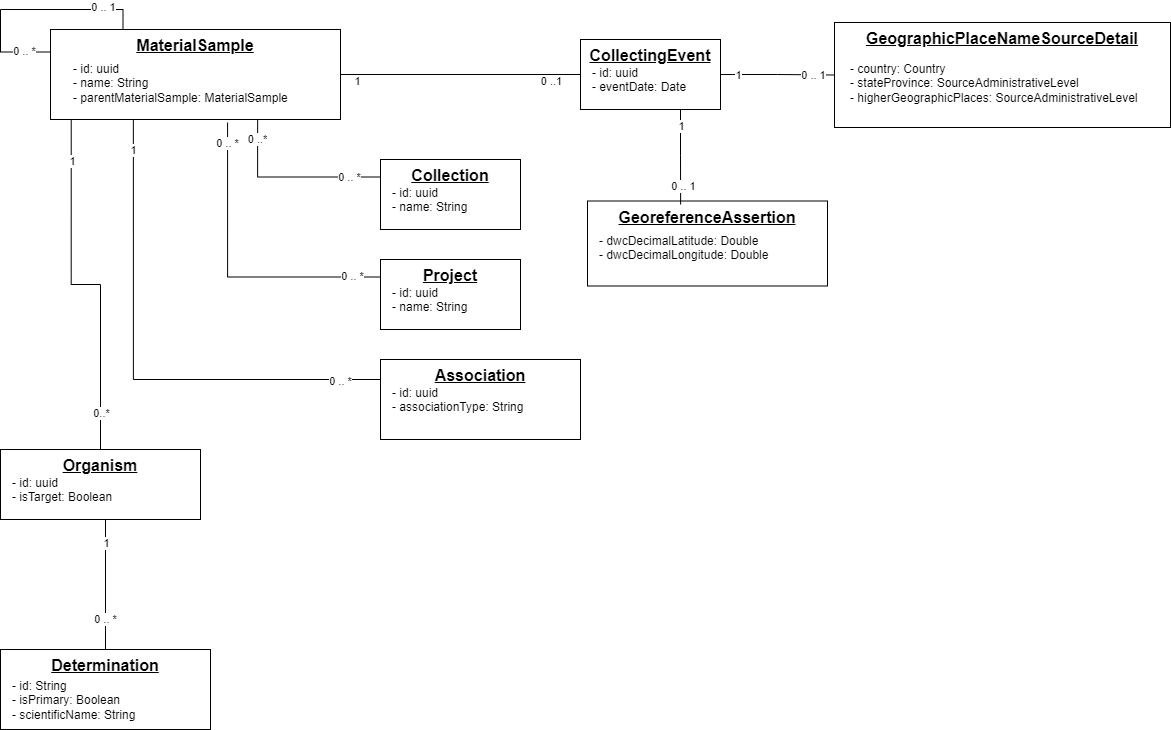 0 .. 1
0 .. *
MaterialSample
- id: uuid
- name: String
- parentMaterialSample: MaterialSample
1
0 ..1
CollectingEvent
- id: uuid
- eventDate: Date
1
0 .. 1
GeographicPlaceNameSourceDetail
- country: Country
- stateProvince: SourceAdministrativeLevel
- higherGeographicPlaces: SourceAdministrativeLevel
1
0 .. 1
GeoreferenceAssertion
- dwcDecimalLatitude: Double
- dwcDecimalLongitude: Double
1
1
0 .. *
0 ..*
0 .. *
Collection
- id: uuid
- name: String
0 .. *
Project
- id: uuid
- name: String
0 .. *
Association
- id: uuid
- associationType: String
0..*
Organism
- id: uuid
- isTarget: Boolean
1
0 .. *
Determination
- id: String
- isPrimary: Boolean
- scientificName: String